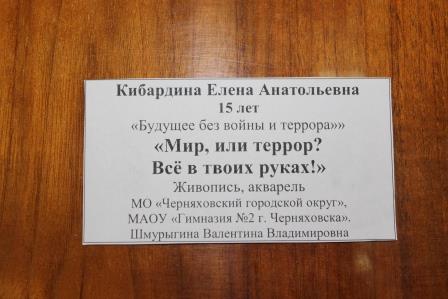 Кибардина Елена Анатольевна
15 лет
«Будущее без войны и террора»»
«Мир, или террор?
Всё в твоих руках!»
Живопись, акварель
МО «Черняховский городской округ»,
МАОУ «Гимназия №2 г. Черняховска».
Шмурыгина Валентина Владимировна